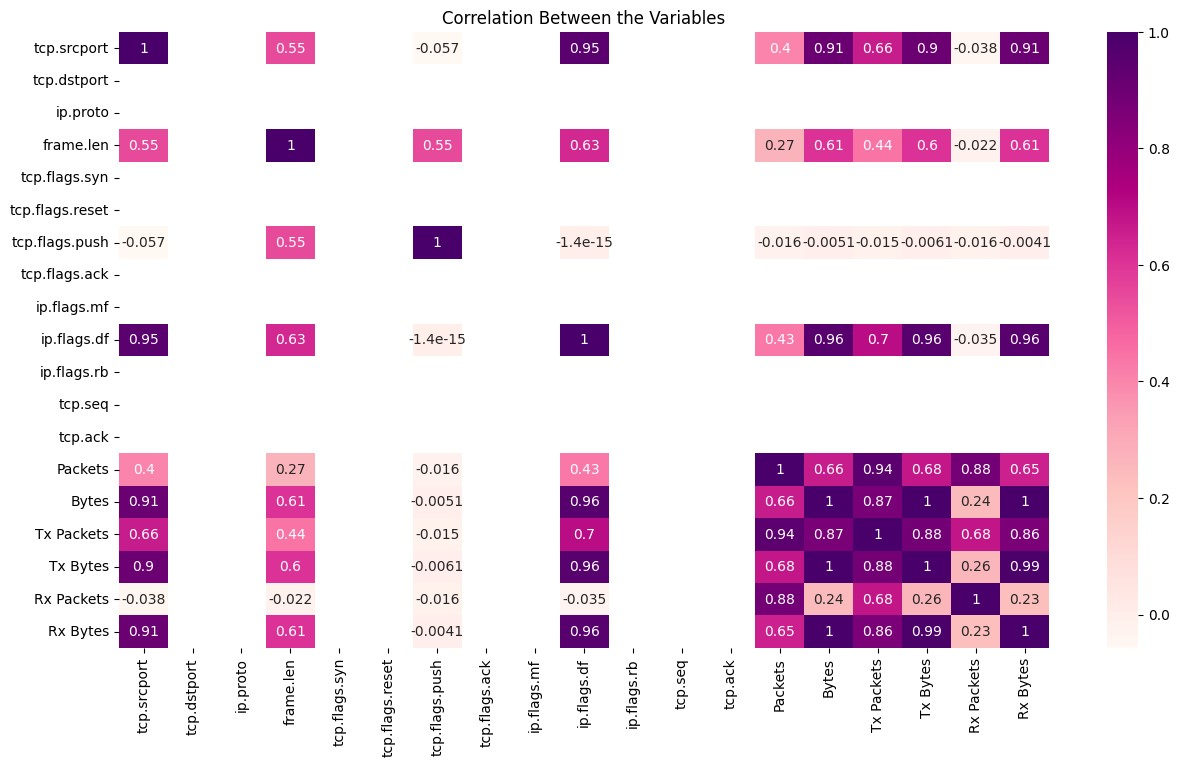 Correlation Between the Variables
tcp.srcport 1 0.55 -0.057 0.95 0.4 0.91 0.66 0.9 -0.038 0.91
tcp.dstport
ip.proto
frame.len 0.55 1 0.55 0.63 0.27 0.61 0.44 0.6 -0.022 0.61
tcp.flags.syn
tcp.flags.reset
tcp.flags.push -0.057 0.55 1 -1.4e-15 -0.016 -0.0051 -0.015 -0.0061 -0.016 -0.0041
tcp.flags.ack
ip.flags.mf
ip.flags.df 0.95 0.63 -1.4e-15 1 0.43 0.96 0.7 0.96 -0.035 0.96
ip.flags.rb
tcp.seq
tcp.ack
Packets 0.4 0.27 -0.016 0.43 1 0.66 0.94 0.68 0.88 0.65
Bytes 0.91 0.61 -0.0051 0.96 0.66 1 0.87 1 0.24 1
Tx Packets 0.66 0.44 -0.015 0.7 0.94 0.87 1 0.88 0.68 0.86
Tx Bytes 0.9 0.6 -0.0061 0.96 0.68 1 0.88 1 0.26 0.99
Rx Packets -0.038 -0.022 -0.016 -0.035 0.88 0.24 0.68 0.26 1 0.23
Rx Bytes 0.91 0.61 -0.0041 0.96 0.65 1 0.86 0.99 0.23 1
tcp.srcport
tcp.dstport
ip.proto
frame.len
tcp.flags.syn
tcp.flags.reset
tcp.flags.push
tcp.flags.ack
ip.flags.mf
ip.flags.df
ip.flags.rb
tcp.seq
tcp.ack
Packets
Bytes
Tx Packets
Tx Bytes
Rx Packets
Rx Bytes
1.0
0.8
0.6
0.4
0.2
0.0